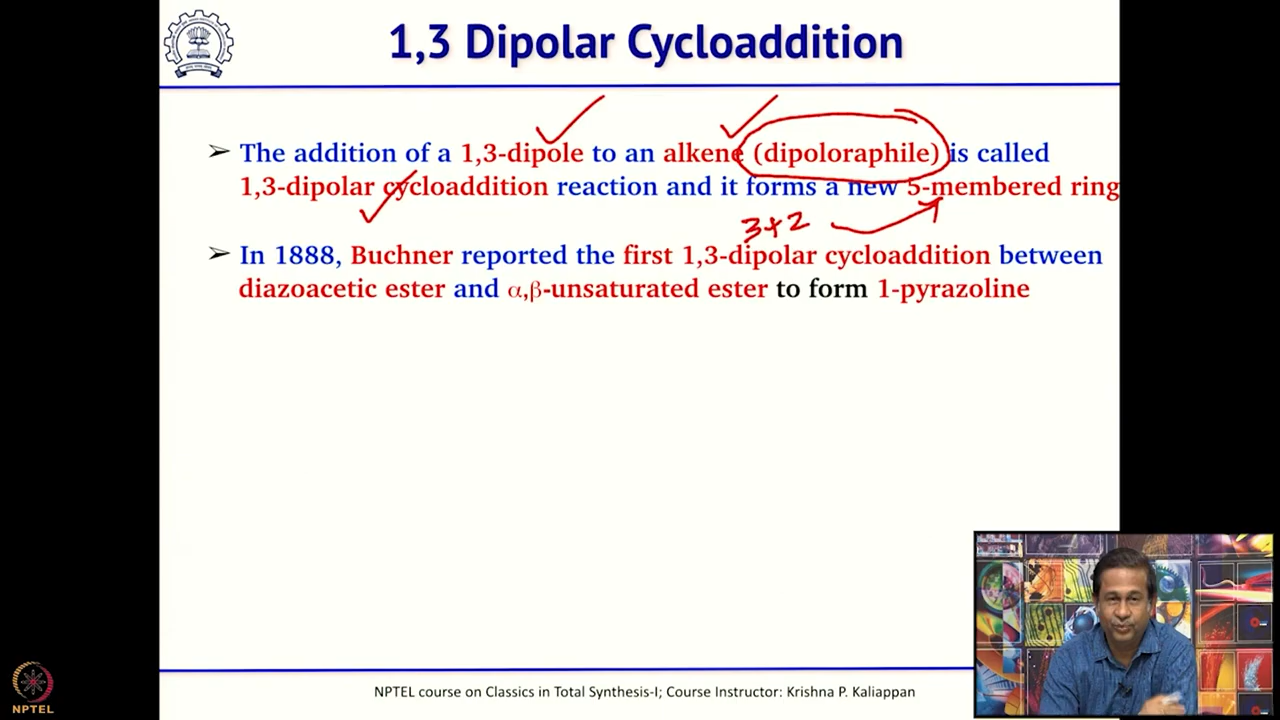 1,3 Dipolar Cycloaddition
➢ The addition of a 1,3-dipole to an alkene (dipoloraphile) is called
1,3-dipolar cycloaddition reaction and it forms a new 5-membered ring
3+2
➢ In 1888, Buchner reported the first 1,3-dipolar cycloaddition between
diazoacetic ester and α,β-unsaturated ester to form 1-pyrazoline
NPTEL course on Classics in Total Synthesis-I; Course Instructor: Krishna P. Kaliappan
NPTEL